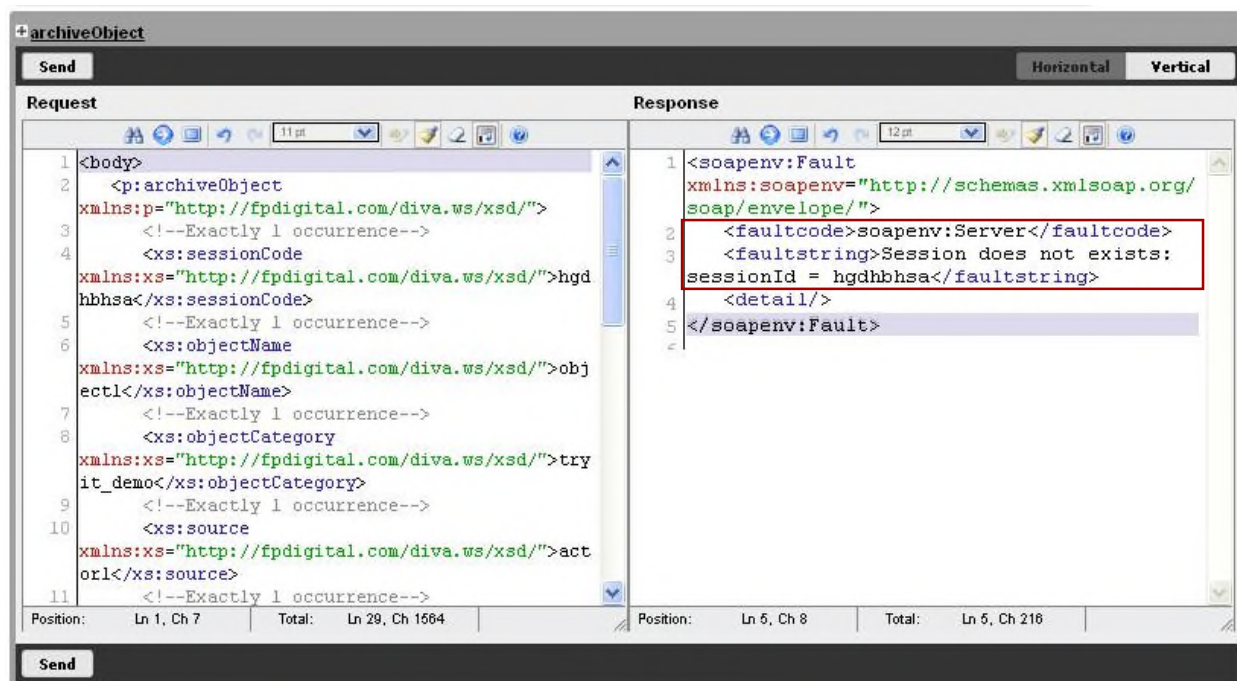 + archiveObject
Send
Horizontal Vertical
Request
11 pt
1 <body>
2 <p:archiveObject
xmlns:p="http://fpdigital.com/diva.ws/xsd/">
3 <!--Exactly 1 occurrence-->
4 <xs:sessionCode
xmlns:xs="http://fpdigital.com/diva.ws/xsd/">hgd
hbhsa</xs:sessionCode>
5 <!--Exactly 1 occurrence-->
6 <xs:objectName
xmlns:xs="http://fpdigital.com/diva.ws/xsd/">obj
ect1</xs:objectName>
7 <!--Exactly 1 occurrence-->
8 <xs:objectCategory
xmlns:xs="http://fpdigital.com/diva.ws/xsd/">try
it_demo</xs:objectCategory>
9 <!--Exactly 1 occurrence-->
10 <xs:source
xmlns:xs="http://fpdigital.com/diva.ws/xsd/">act
or1</xs:source>
11 <!--Exactly 1 occurrence-->
Position: Ln 1, Ch 7 Total: Ln 29, Ch 1564
Response
12 pt
1 <soapenv:Fault
xmlns:soapenv="http://schemas.xmlsoap.org/
soap/envelope/">
2 <faultcode>soapenv:Server</faultcode>
3 <faultstring>Session does not exists:
sessionId = hgdhbhsa</faultstring>
4 <detail/>
5 </soapenv:Fault>
6
Position: Ln 5, Ch 8 Total: Ln 5, Ch 216
Send